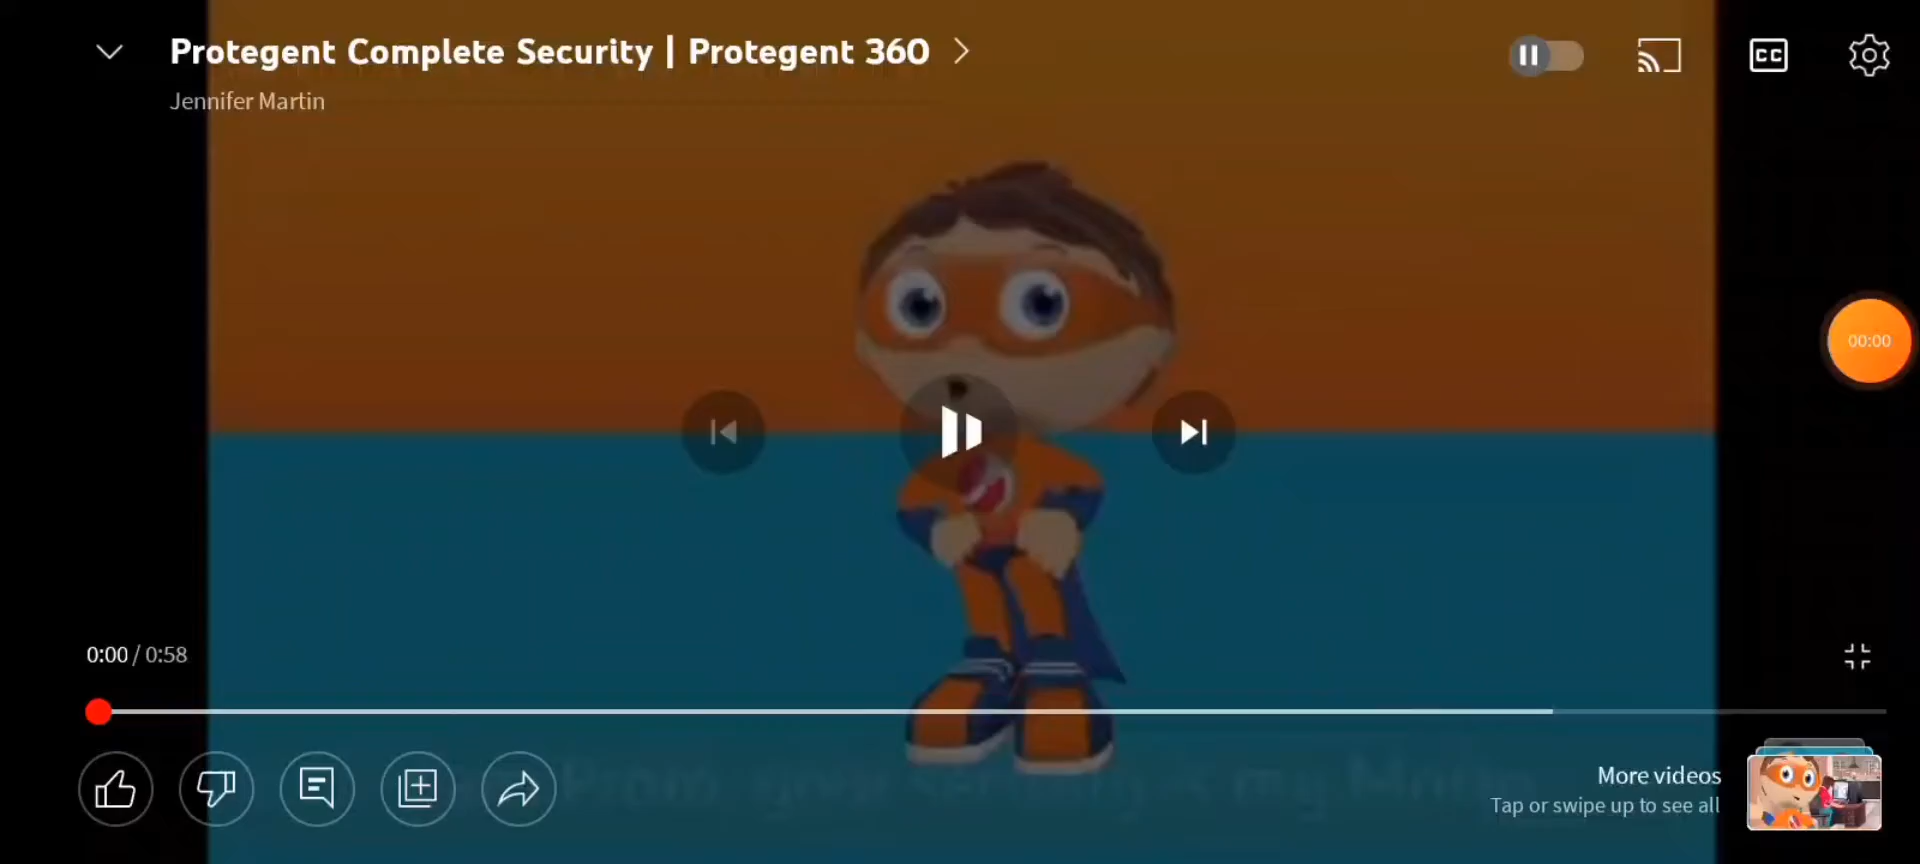 Protegent Complete Security | Protegent 360
Jennifer Martin
CC
00:00
0:00 / 0:58
More videos
Tap or swipe up to see all